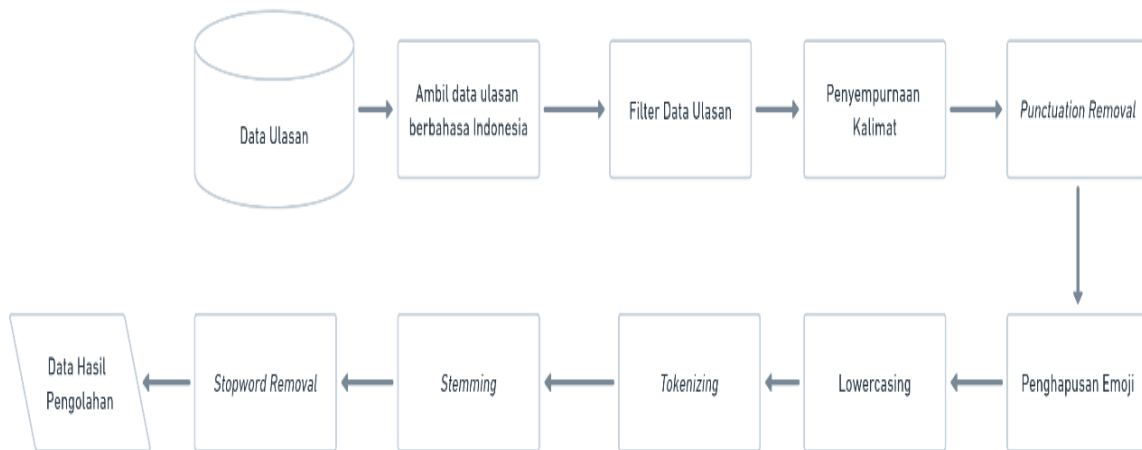 Data Ulasan
Ambil data ulasan
berbahasa Indonesia
Filter Data Ulasan
Penyempurnaan
Kalimat
Punctuation Removal
Penghapusan Emoji
Lowercasing
Tokenizing
Stemming
Stopword Removal
Data Hasil
Pengolahan